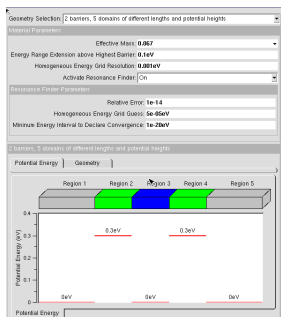 Geometry Selection: 2 barriers, 5 domains of different lengths and potential heights
Material Parameters
Effective Mass: 0.067
Energy Range Extension above Highest Barrier: 0.1eV
Homogeneous Energy Grid Resolution: 0.001eV
Activate Resonance Finder: On
Resonance Finder Parameters
Relative Error: 1e-14
Homogeneous Energy Grid Guess: 5e-05eV
Minimum Energy Interval to Declare Convergence: 1e-20eV
2 barriers, 5 domains of different lengths and potential heights
Potential Energy Geometry
Region 1 Region 2 Region 3 Region 4 Region 5
0.4
0.3
0.2
0.1
0
Potential Energy (eV)
0.3eV 0.3eV
0eV 0eV 0eV
Potential Energy